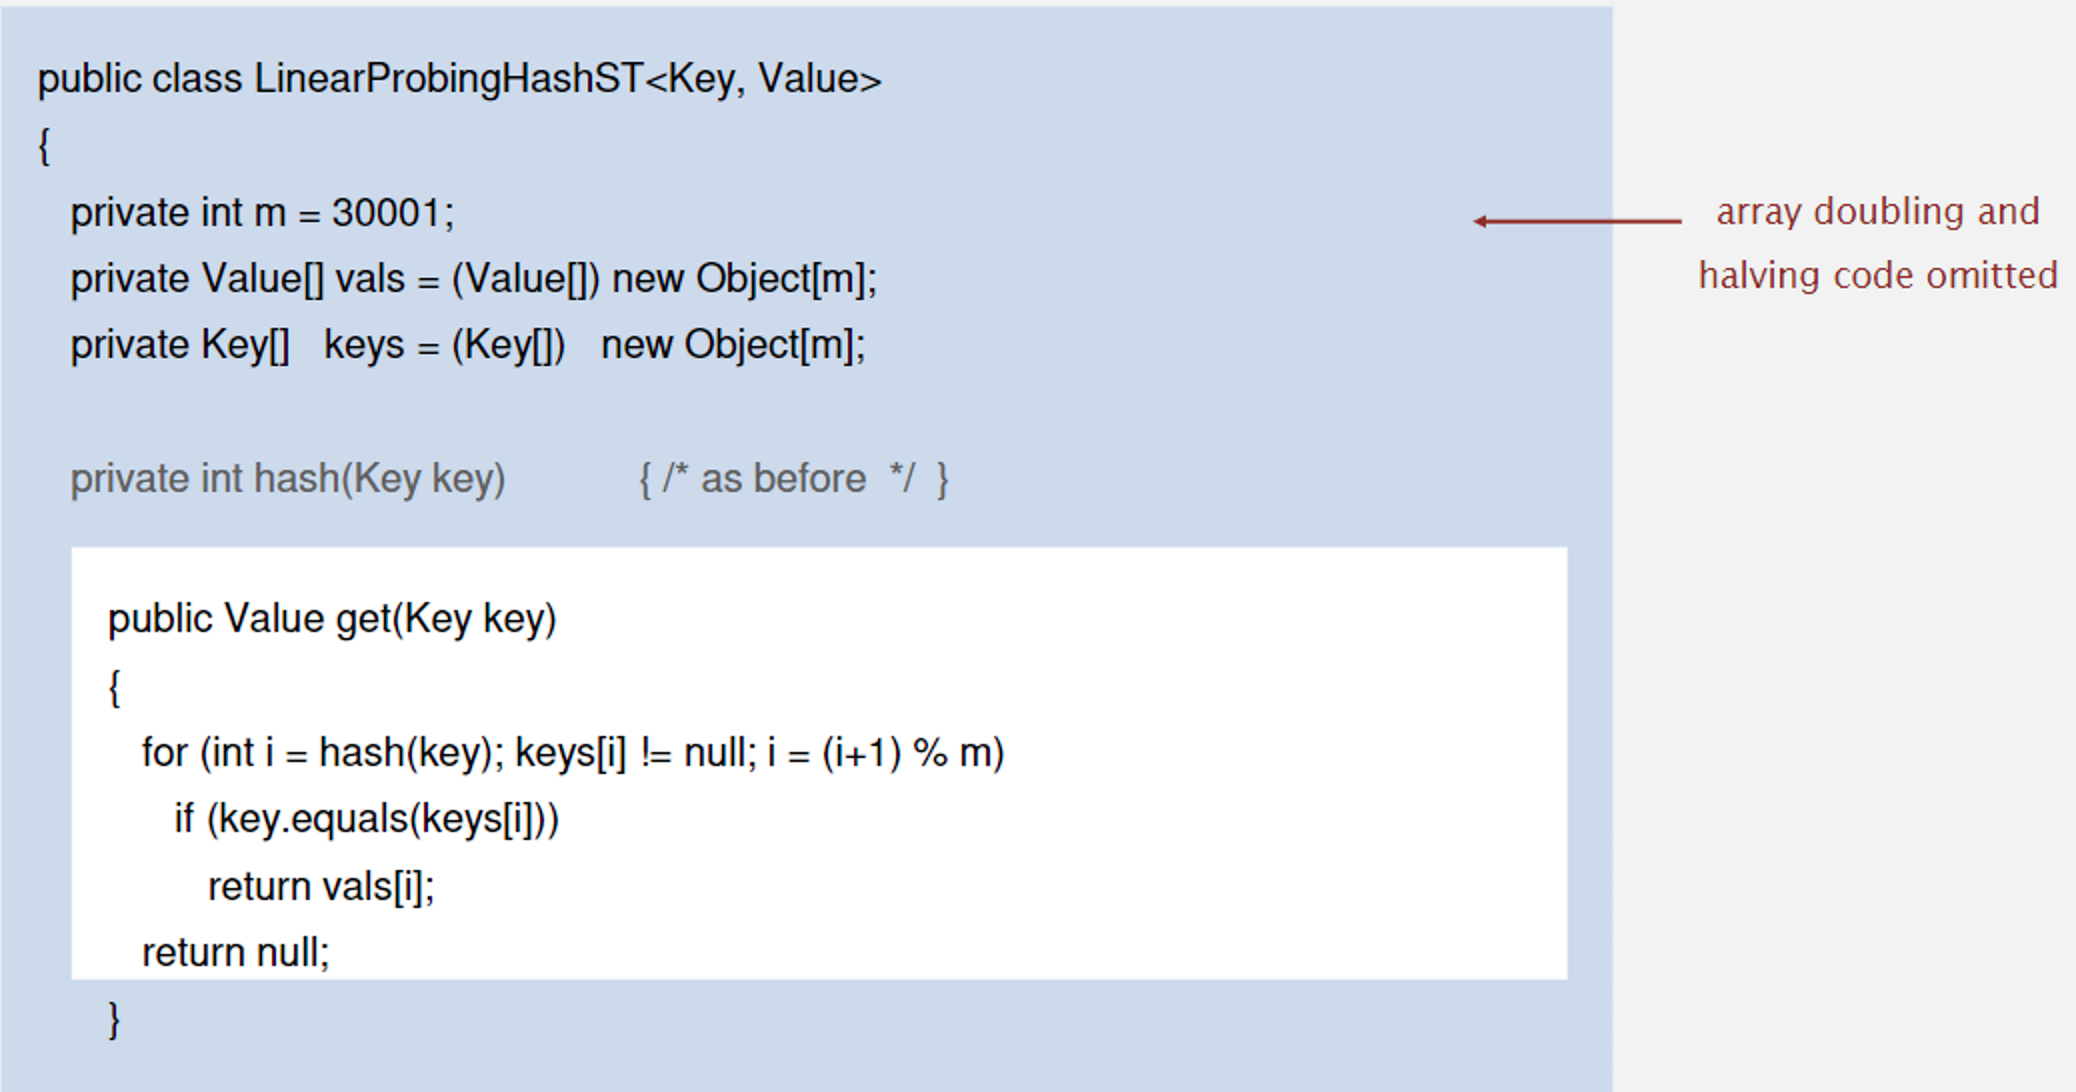 public class LinearProbingHashST<Key, Value>
{
private int m = 30001;
array doubling and
halving code omitted
private Value[] vals = (Value[]) new Object[m];
private Key[] keys = (Key[]) new Object[m];
private int hash(Key key) { /* as before */ }
public Value get(Key key)
{
for (int i = hash(key); keys[i] != null; i = (i+1) % m)
if (key.equals(keys[i]))
return vals[i];
return null;
}